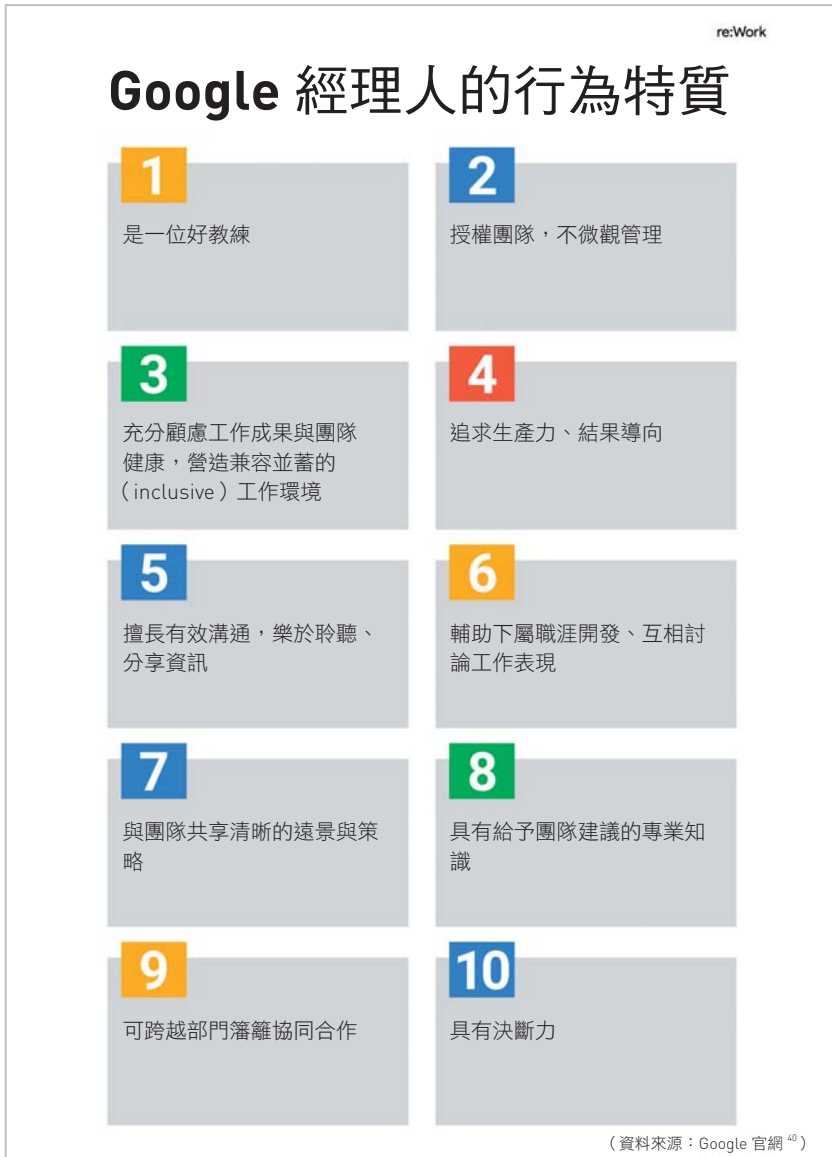 re:Work
Google 經理人的行為特質
1
是一位好教練
2
授權團隊，不微觀管理
3
充分顧慮工作成果與團隊
健康，營造兼容並蓄的
（inclusive）工作環境
4
追求生產力、結果導向
5
擅長有效溝通，樂於聆聽、
分享資訊
6
輔助下屬職涯開發、互相討
論工作表現
7
與團隊共享清晰的遠景與策
略
8
具有給予團隊建議的專業知
識
9
可跨越部門藩籬協同合作
10
具有決斷力
（資料來源：Google 官網 40）